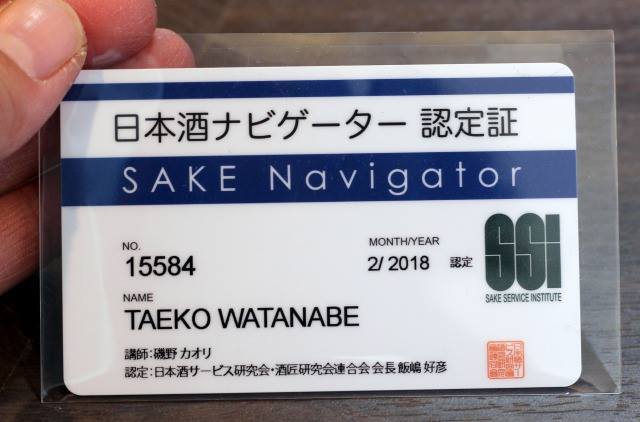 日本酒ナビゲーター 認定証
SAKE Navigator
NO.
15584
MONTH/YEAR
2/2018 認定
SSI
SAKE SERVICE INSTITUTE
NAME
TAEKO WATANABE
講師:磯野 カオリ
認定:日本酒サービス研究会・酒匠研究会連合会 会長 飯嶋 好彦